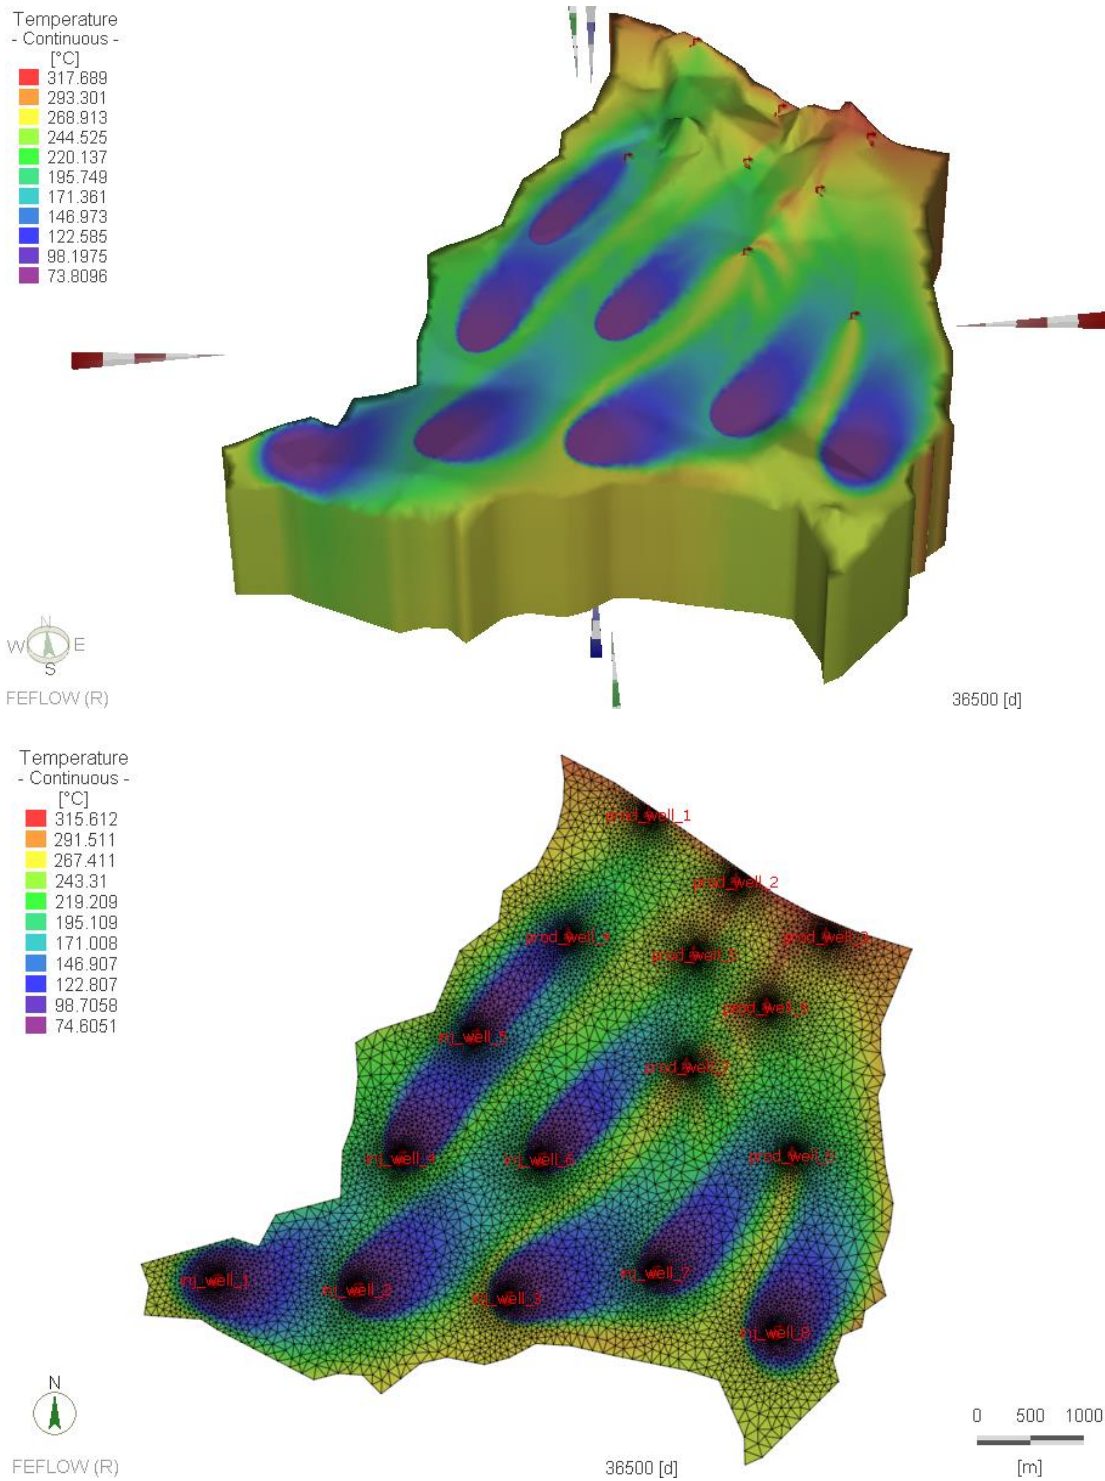 Temperature
- Continuous -
[°C]
317.689
293.301
268.913
244.525
220.137
195.749
171.361
146.973
122.585
98.1975
73.8096
N
W E
S
FEFLOW (R)
36500 [d]
Temperature
- Continuous -
[°C]
315.612
291.511
267.411
243.31
219.209
195.109
171.008
146.907
122.807
98.7058
74.6051
prod_well_1
prod_well_2
prod_well_4
prod_well_3
prod_well_5
prod_well_6
inj_well_5
prod_well_7
inj_well_4
inj_well_6
prod_well_8
inj_well_1
inj_well_2
inj_well_3
inj_well_7
inj_well_8
N
0 500 1000
[m]
FEFLOW (R)
36500 [d]